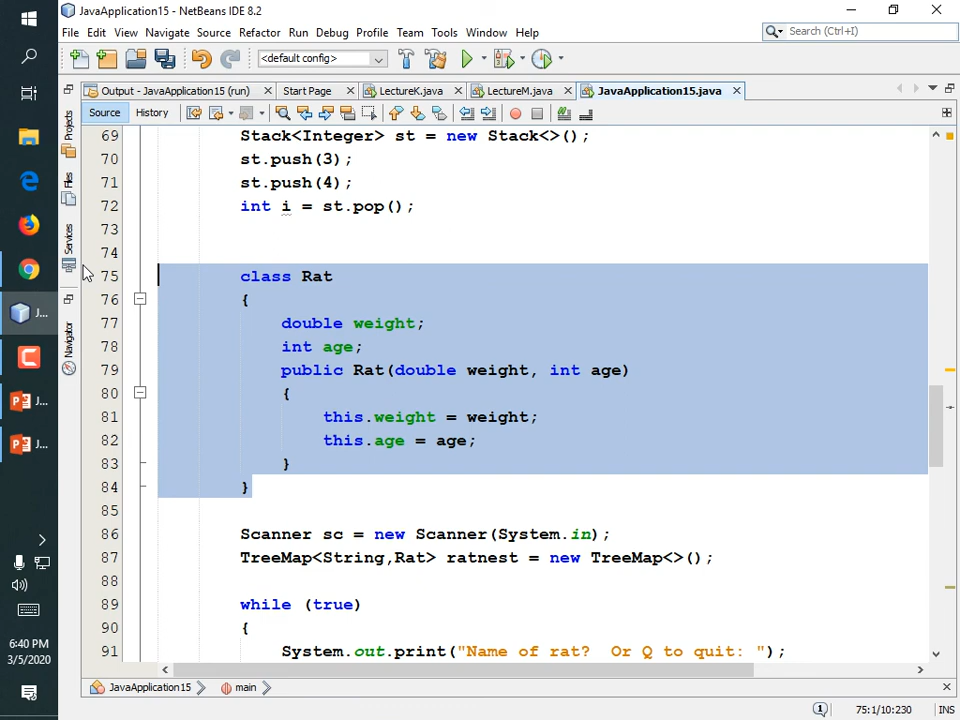 JavaApplication15 - NetBeans IDE 8.2
File Edit View Navigate Source Refactor Run Debug Profile Team Tools Window Help
Search (Ctrl+I)
<default config>
Output - JavaApplication15 (run) Start Page LectureK.java LectureM.java JavaApplication15.java
Source History
Projects
Files
Services
Navigator
69 Stack<Integer> st = new Stack<>();
70 st.push(3);
71 st.push(4);
72 int i = st.pop();
73
74
75 class Rat
76 {
77 double weight;
78 int age;
79 public Rat(double weight, int age)
80 {
81 this.weight = weight;
82 this.age = age;
83 }
84 }
85
86 Scanner sc = new Scanner(System.in);
87 TreeMap<String,Rat> ratnest = new TreeMap<>();
88
89 while (true)
90 {
91 System.out.print("Name of rat?  Or Q to quit: ");
J...
J...
J...
6:40 PM
3/5/2020
JavaApplication15 main
1 75:1/10:230 INS